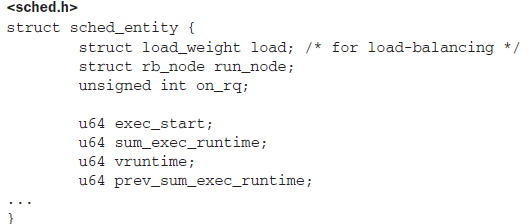 <sched.h>
struct sched_entity {
        struct load_weight load; /* for load-balancing */
        struct rb_node run_node;
        unsigned int on_rq;

        u64 exec_start;
        u64 sum_exec_runtime;
        u64 vruntime;
        u64 prev_sum_exec_runtime;
...
}